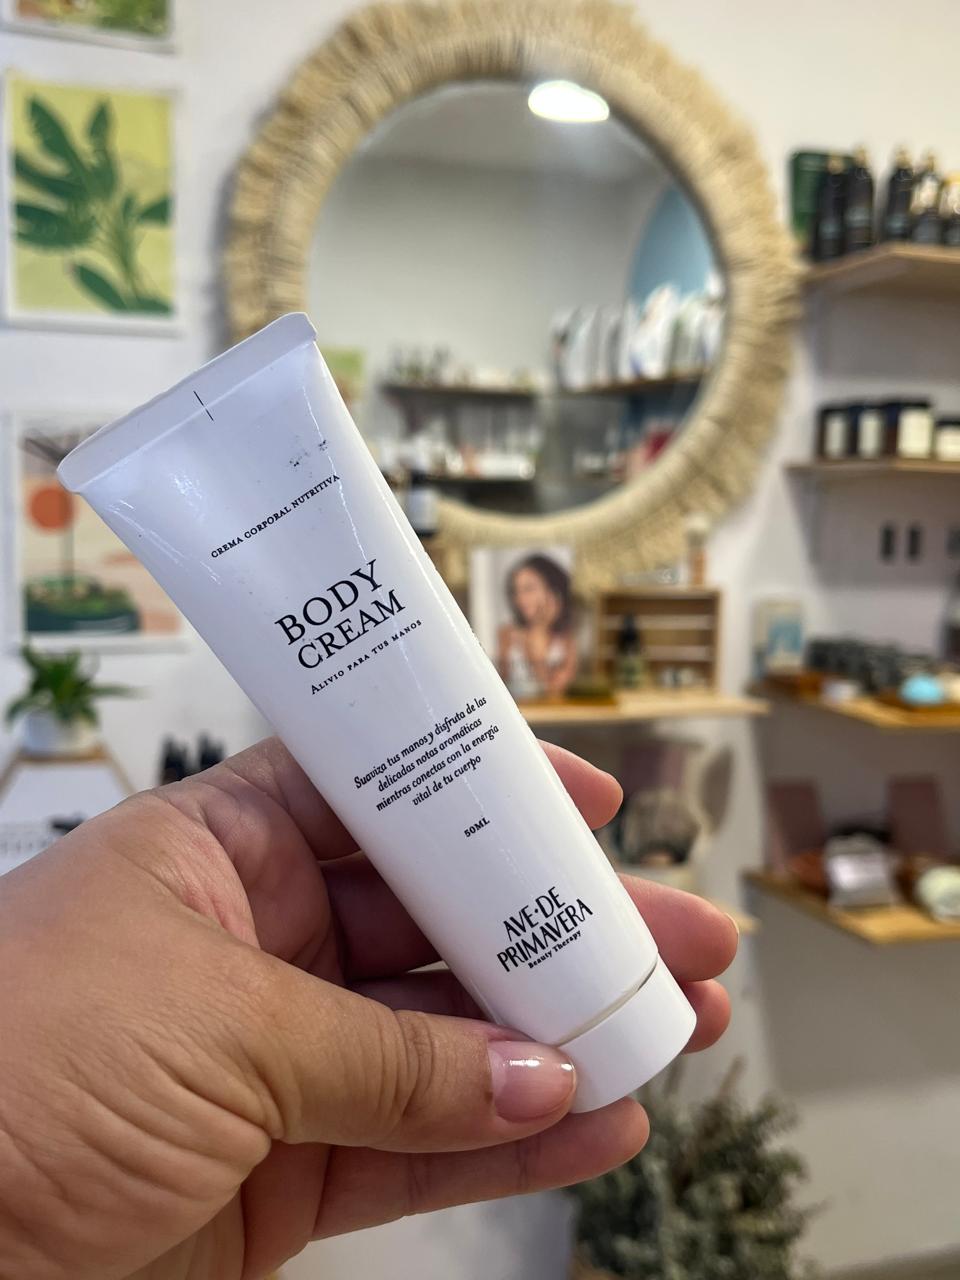 CREMA CORPORAL NUTRITIVA
BODY
CREAM
ALIVIO PARA TUS MANOS
Suaviza tus manos y disfruta de las
delicadas notas aromáticas
mientras conectas con la energía
vital de tu cuerpo
50ML
AVE·DE
PRIMAVERA
Beauty Therapy